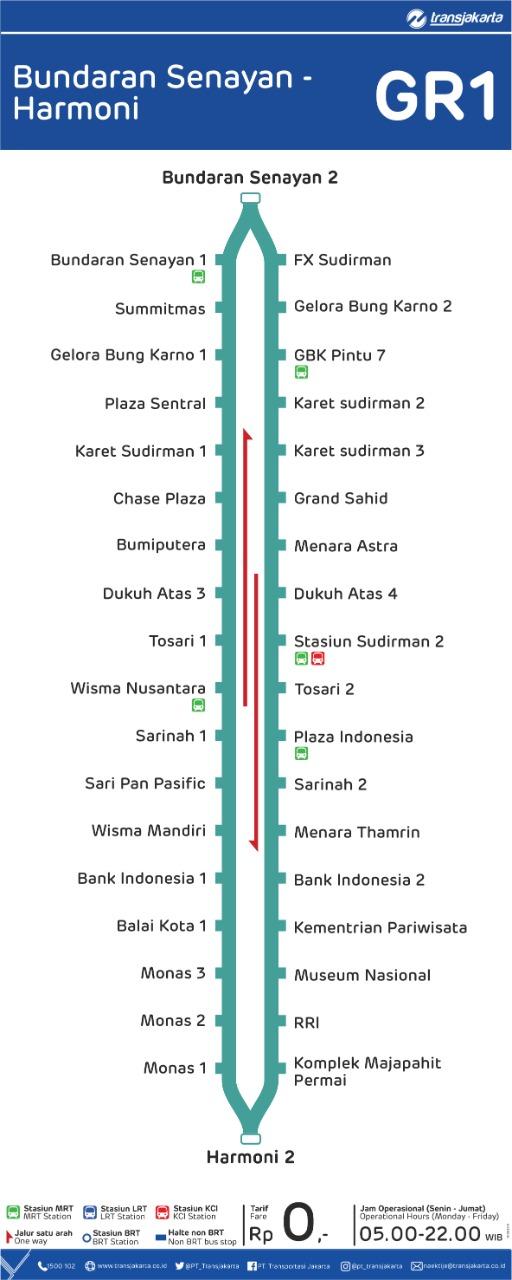 transjakarta
Bundaran Senayan -
Harmoni
GR1
Bundaran Senayan 2
Bundaran Senayan 1
FX Sudirman
Summitmas
Gelora Bung Karno 2
Gelora Bung Karno 1
GBK Pintu 7
Plaza Sentral
Karet sudirman 2
Karet Sudirman 1
Karet sudirman 3
Chase Plaza
Grand Sahid
Bumiputera
Menara Astra
Dukuh Atas 3
Dukuh Atas 4
Tosari 1
Stasiun Sudirman 2
Wisma Nusantara
Tosari 2
Sarinah 1
Plaza Indonesia
Sari Pan Pasific
Sarinah 2
Wisma Mandiri
Menara Thamrin
Bank Indonesia 1
Bank Indonesia 2
Balai Kota 1
Kementrian Pariwisata
Monas 3
Museum Nasional
Monas 2
RRI
Monas 1
Komplek Majapahit
Permai
Harmoni 2
Stasiun MRT
MRT Station
Stasiun LRT
LRT Station
Stasiun KCI
KCI Station
Jalur satu arah
One way
Stasiun BRT
BRT Station
Halte non BRT
Non BRT bus stop
Tarif
Fare
Rp 0,-
Jam Operasional (Senin - Jumat)
Operational Hours (Monday - Friday)
05.00-22.00 WIB
1500 102
www.transjakarta.co.id
@PT_Transjakarta
PT Transportasi Jakarta
@pt_transjakarta
naektije@transjakarta.co.id